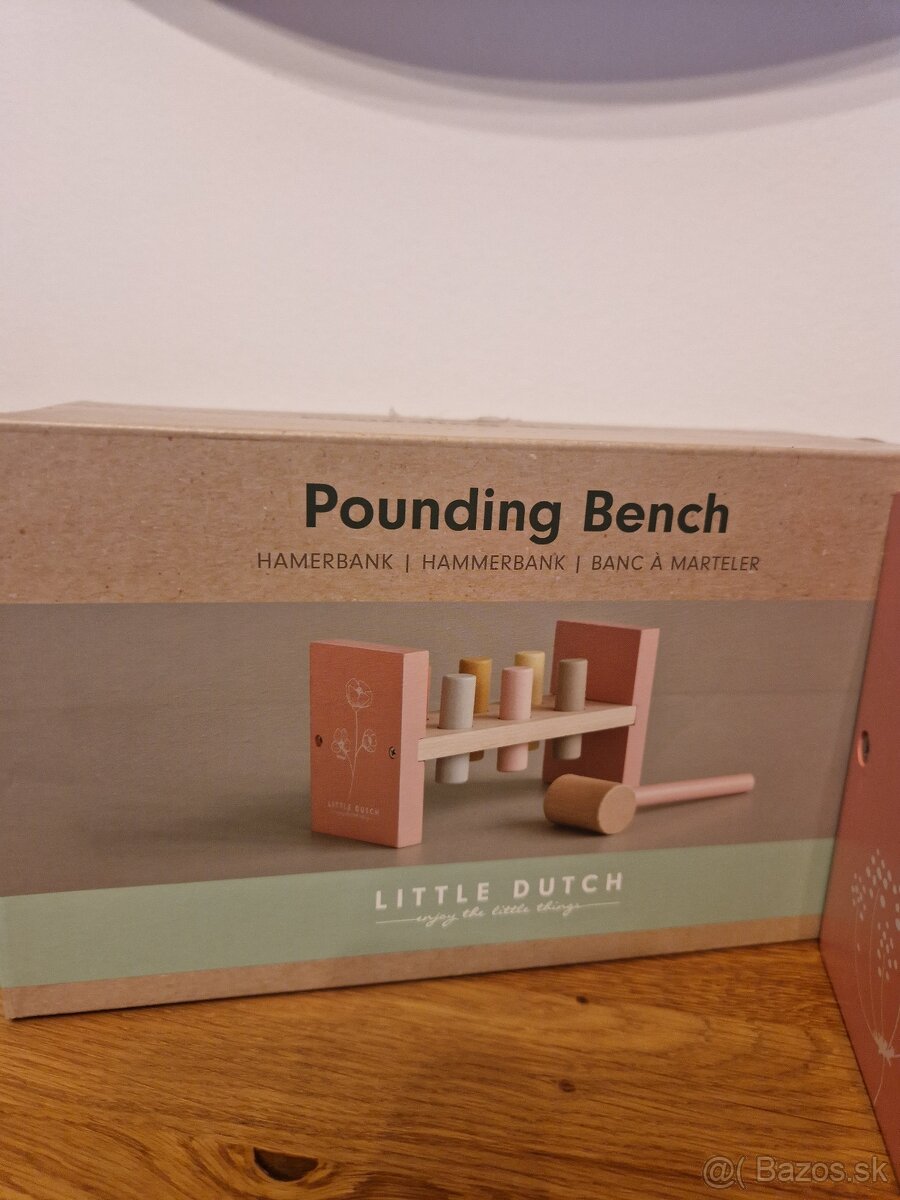 Pounding Bench
HAMERBANK | HAMMERBANK | BANC À MARTELER
LITTLE DUTCH
LITTLE DUTCH
enjoy the little things
@( Bazos.sk